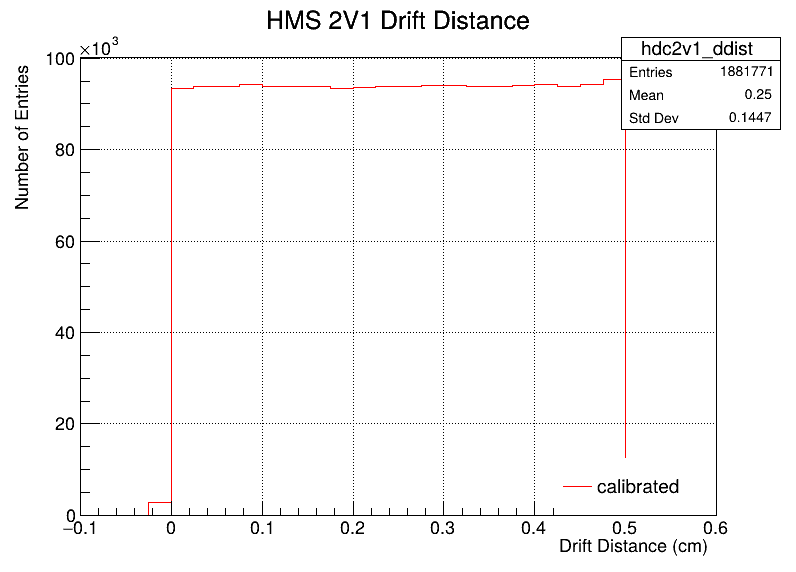 HMS 2V1 Drift Distance
×10³
hdc2v1_ddist
Entries 1881771
Mean 0.25
Std Dev 0.1447
Number of Entries
100
80
60
40
20
0
−0.1 0 0.1 0.2 0.3 0.4 0.5 0.6
Drift Distance (cm)
calibrated